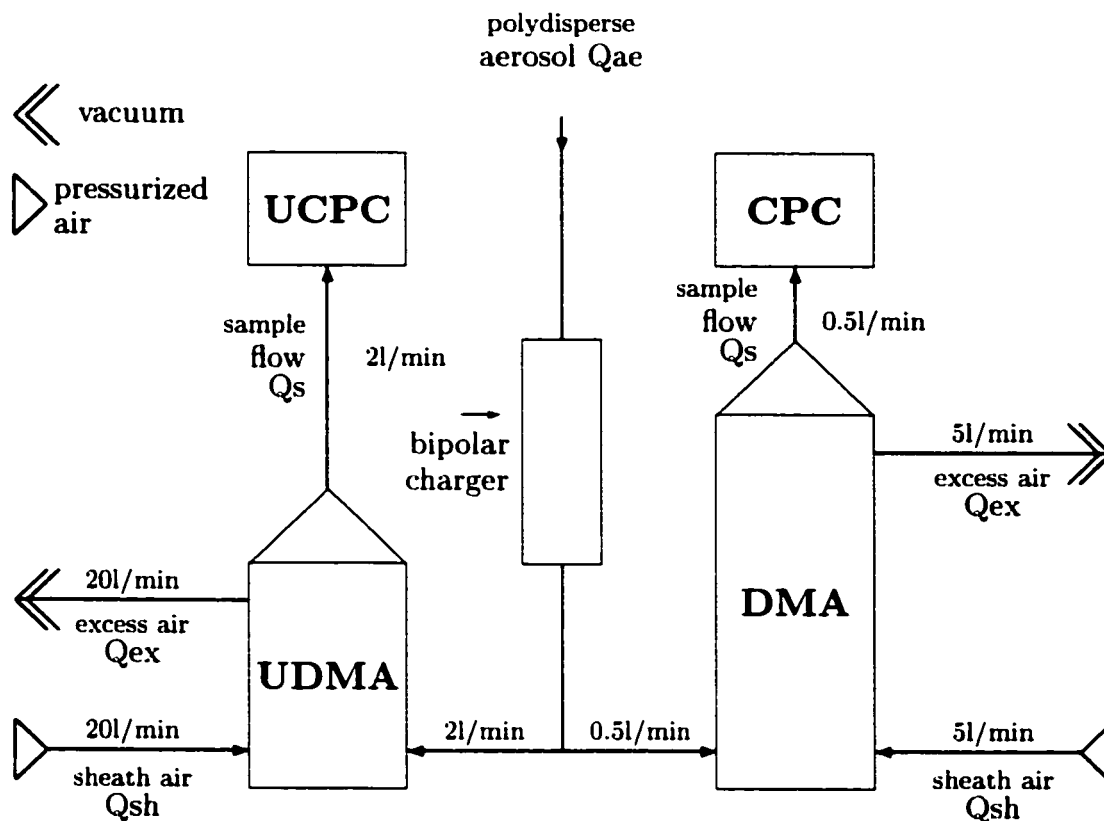 polydisperse
aerosol Qae
vacuum
pressurized
air
UCPC
CPC
sample
flow
Qs
2l/min
sample
flow
Qs
0.5l/min
bipolar
charger
5l/min
excess air
Qex
20l/min
excess air
Qex
UDMA
DMA
20l/min
sheath air
Qsh
2l/min
0.5l/min
5l/min
sheath air
Qsh